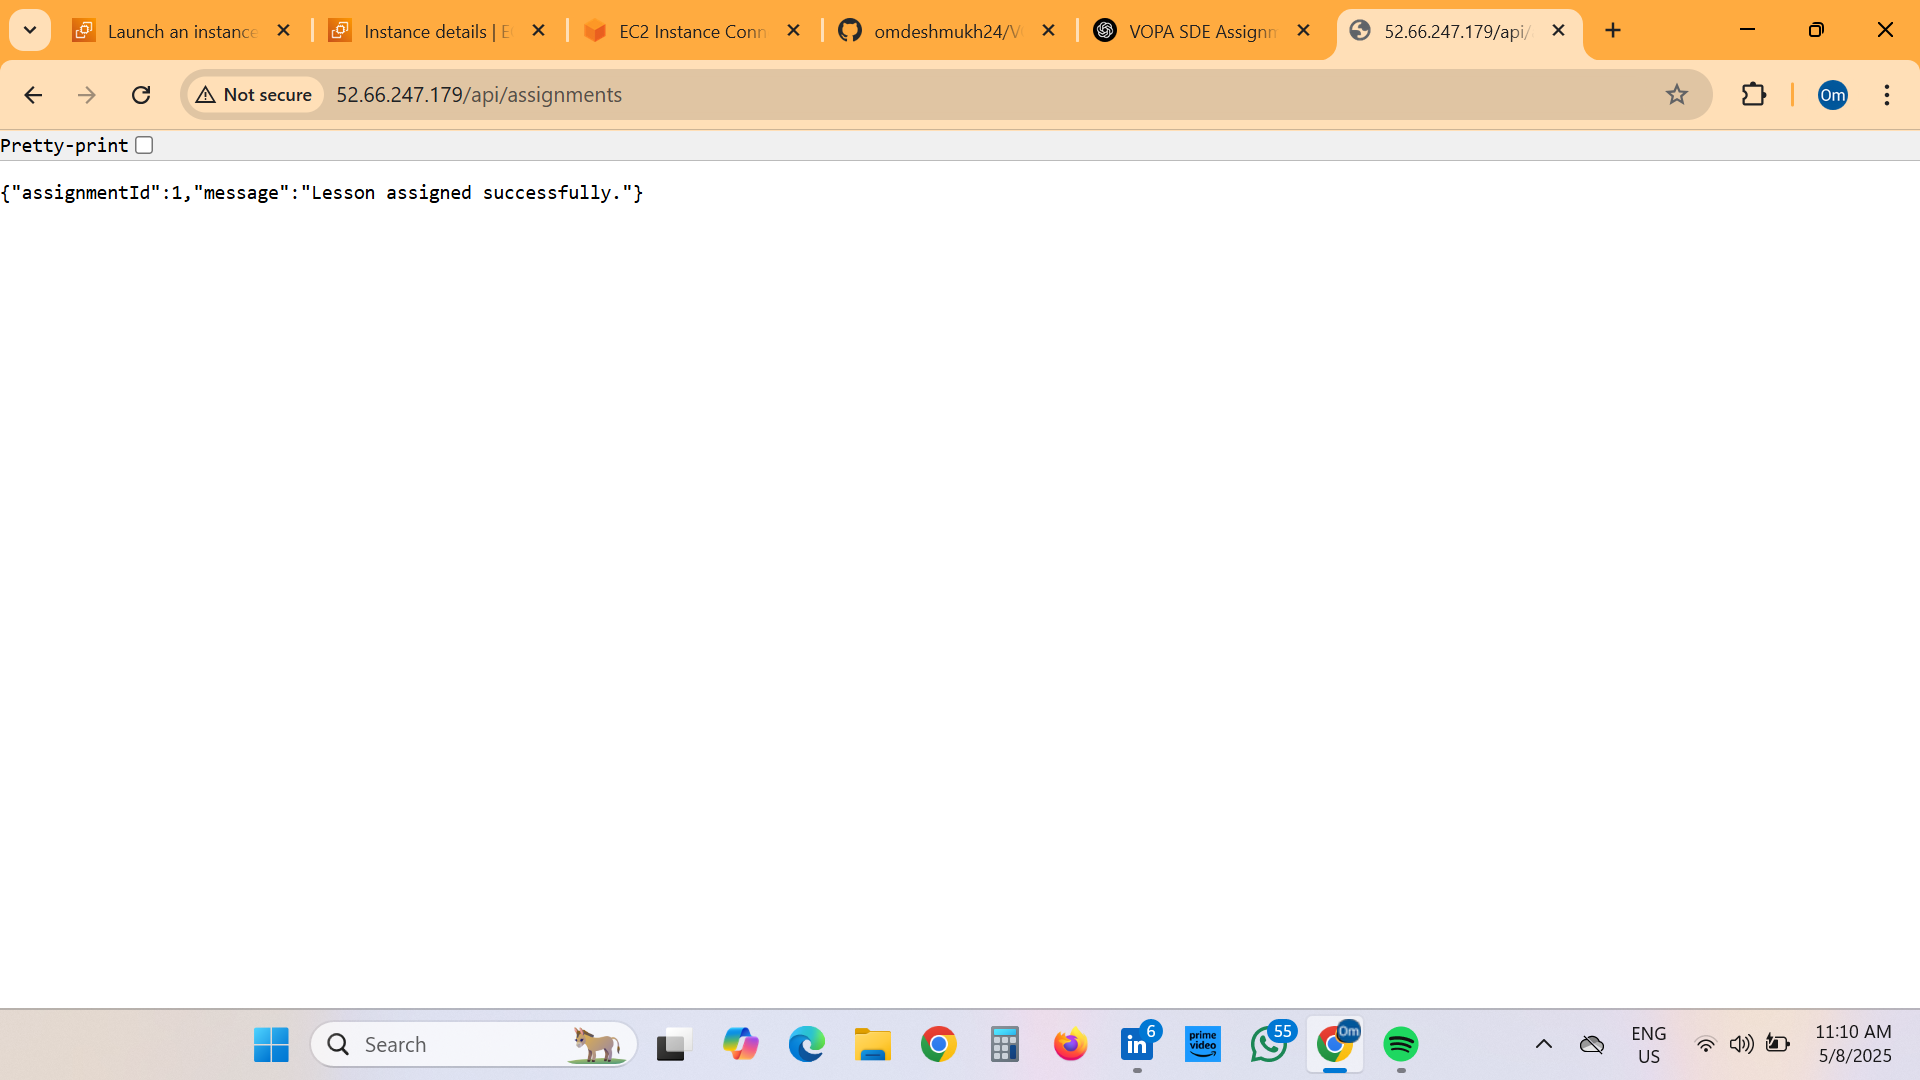 Launch an instance
Instance details | E
EC2 Instance Conn
omdeshmukh24/V
VOPA SDE Assignm
52.66.247.179/api/
Not secure
52.66.247.179/api/assignments
Om
Pretty-print
{"assignmentId":1,"message":"Lesson assigned successfully."}
Search
in
6
prime video
55
Om
ENG
US
11:10 AM
5/8/2025